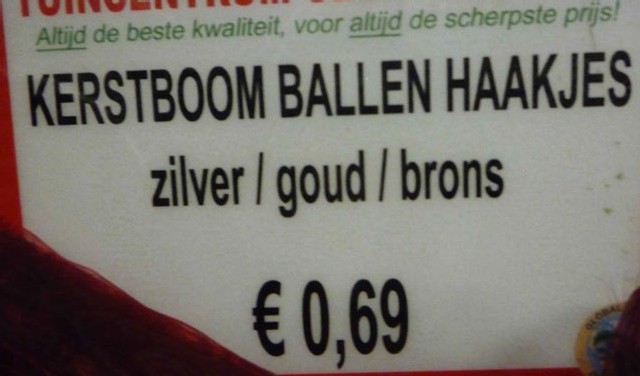 Altijd de beste kwaliteit, voor altijd de scherpste prijs!
KERSTBOOM BALLEN HAAKJES
zilver / goud / brons
€ 0,69